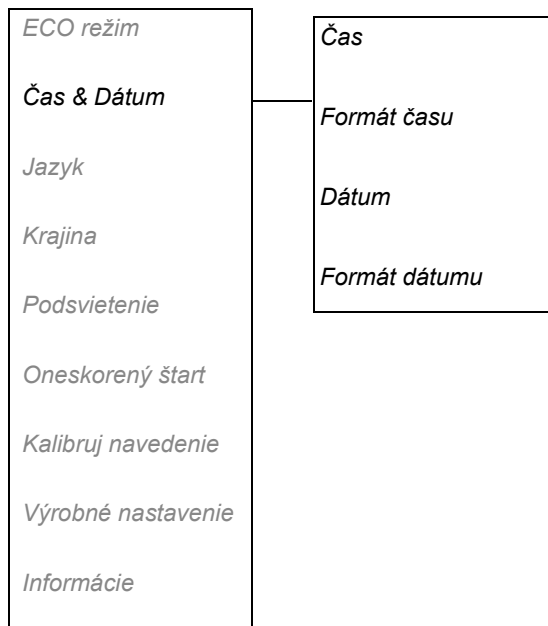 ECO režim
Čas & Dátum
Jazyk
Krajina
Podsvietenie
Oneskorený štart
Kalibruj navedenie
Výrobné nastavenie
Informácie
Čas
Formát času
Dátum
Formát dátumu